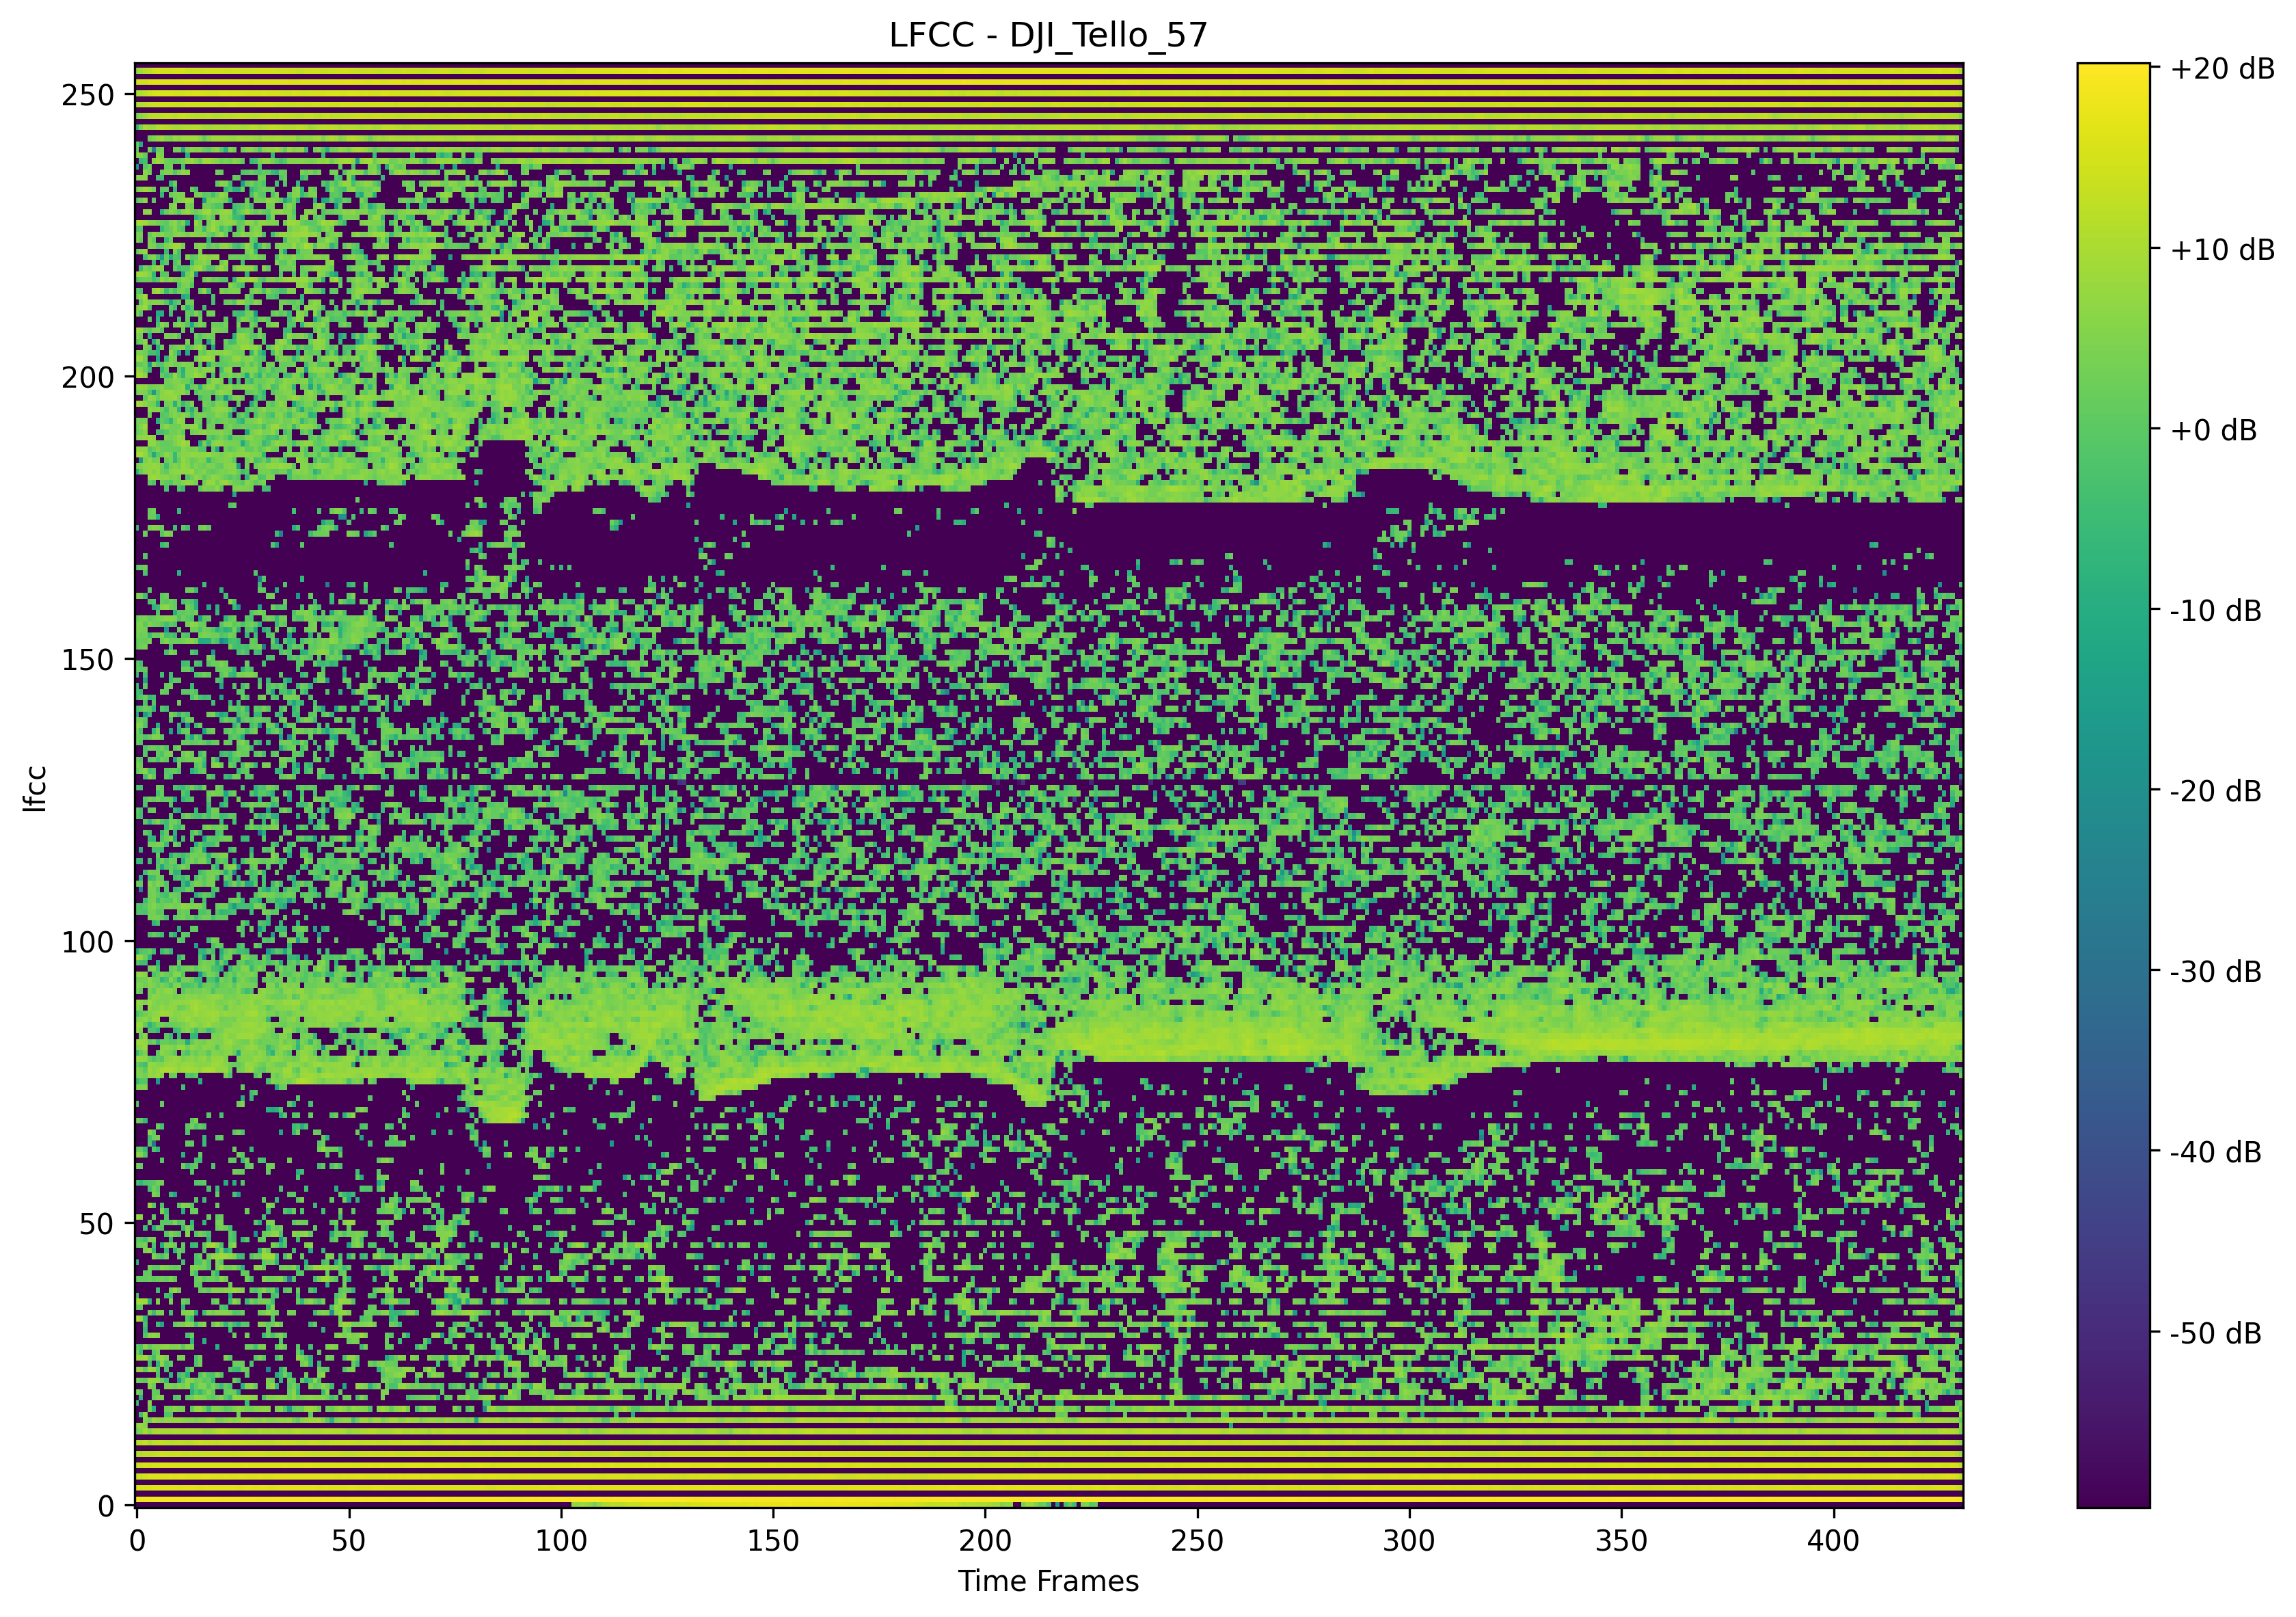 LFCC - DJI_Tello_57
250
200
150
100
50
0
lfcc
0 50 100 150 200 250 300 350 400
Time Frames
+20 dB
+10 dB
+0 dB
-10 dB
-20 dB
-30 dB
-40 dB
-50 dB